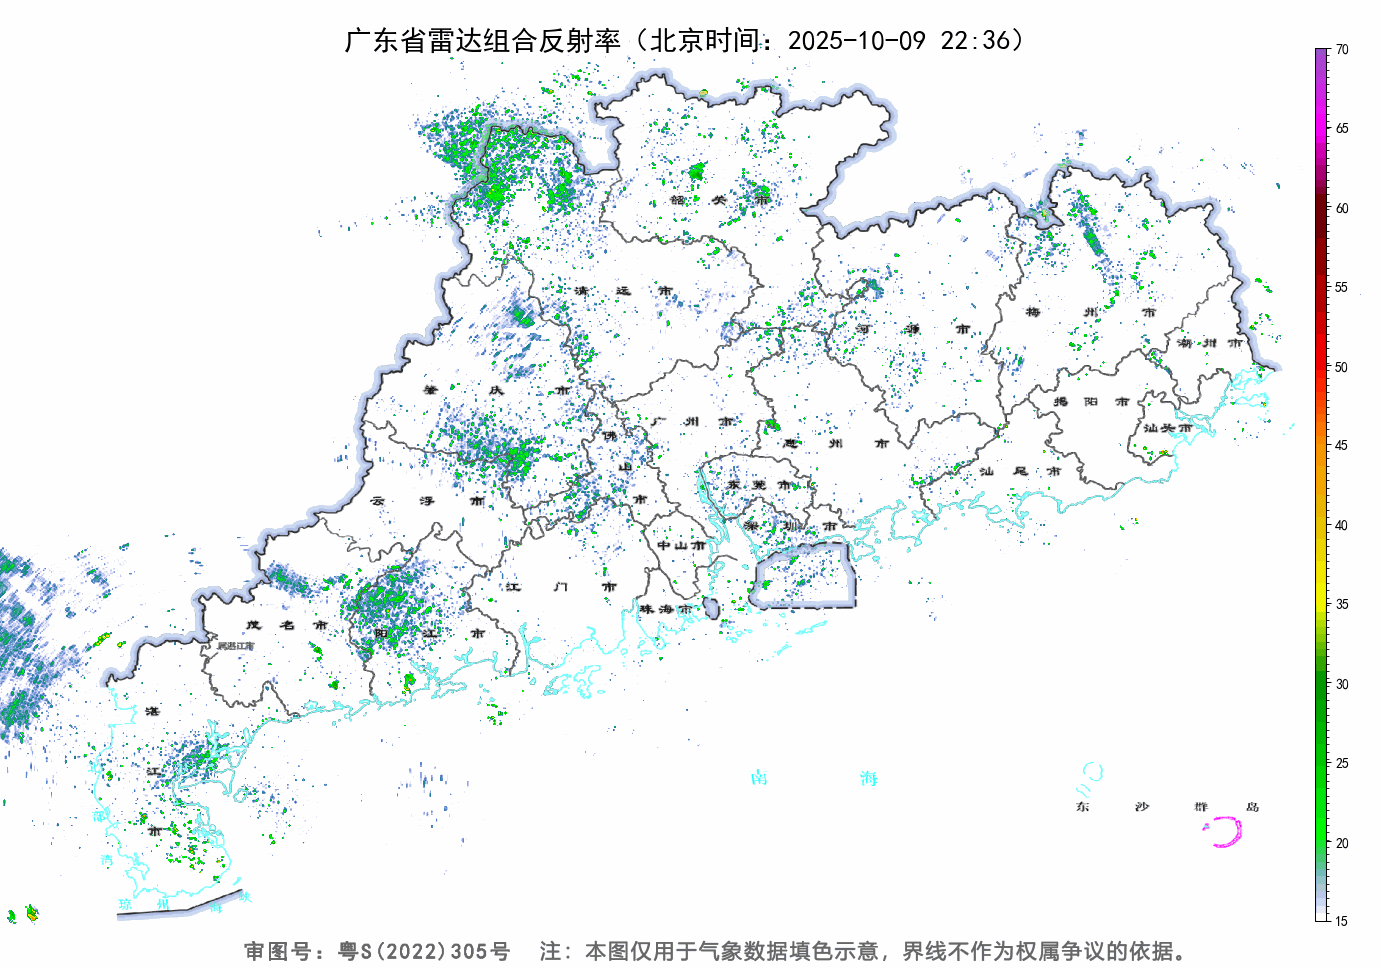 广东省雷达组合反射率（北京时间：2025-10-09 22:36）
70
65
60
55
50
45
40
35
30
25
20
15
韶关市
清远市
河源市
梅州市
潮州市
肇庆市
广州市
惠州市
揭阳市
汕头市
佛山市
云浮市
东莞市
汕尾市
深圳市
中山市
江门市
珠海市
茂名市
阳江市
属湛江市
湛江市
南海
东沙群岛
湾
琼州海峡
审图号：粤S(2022)305号 注：本图仅用于气象数据填色示意，界线不作为权属争议的依据。